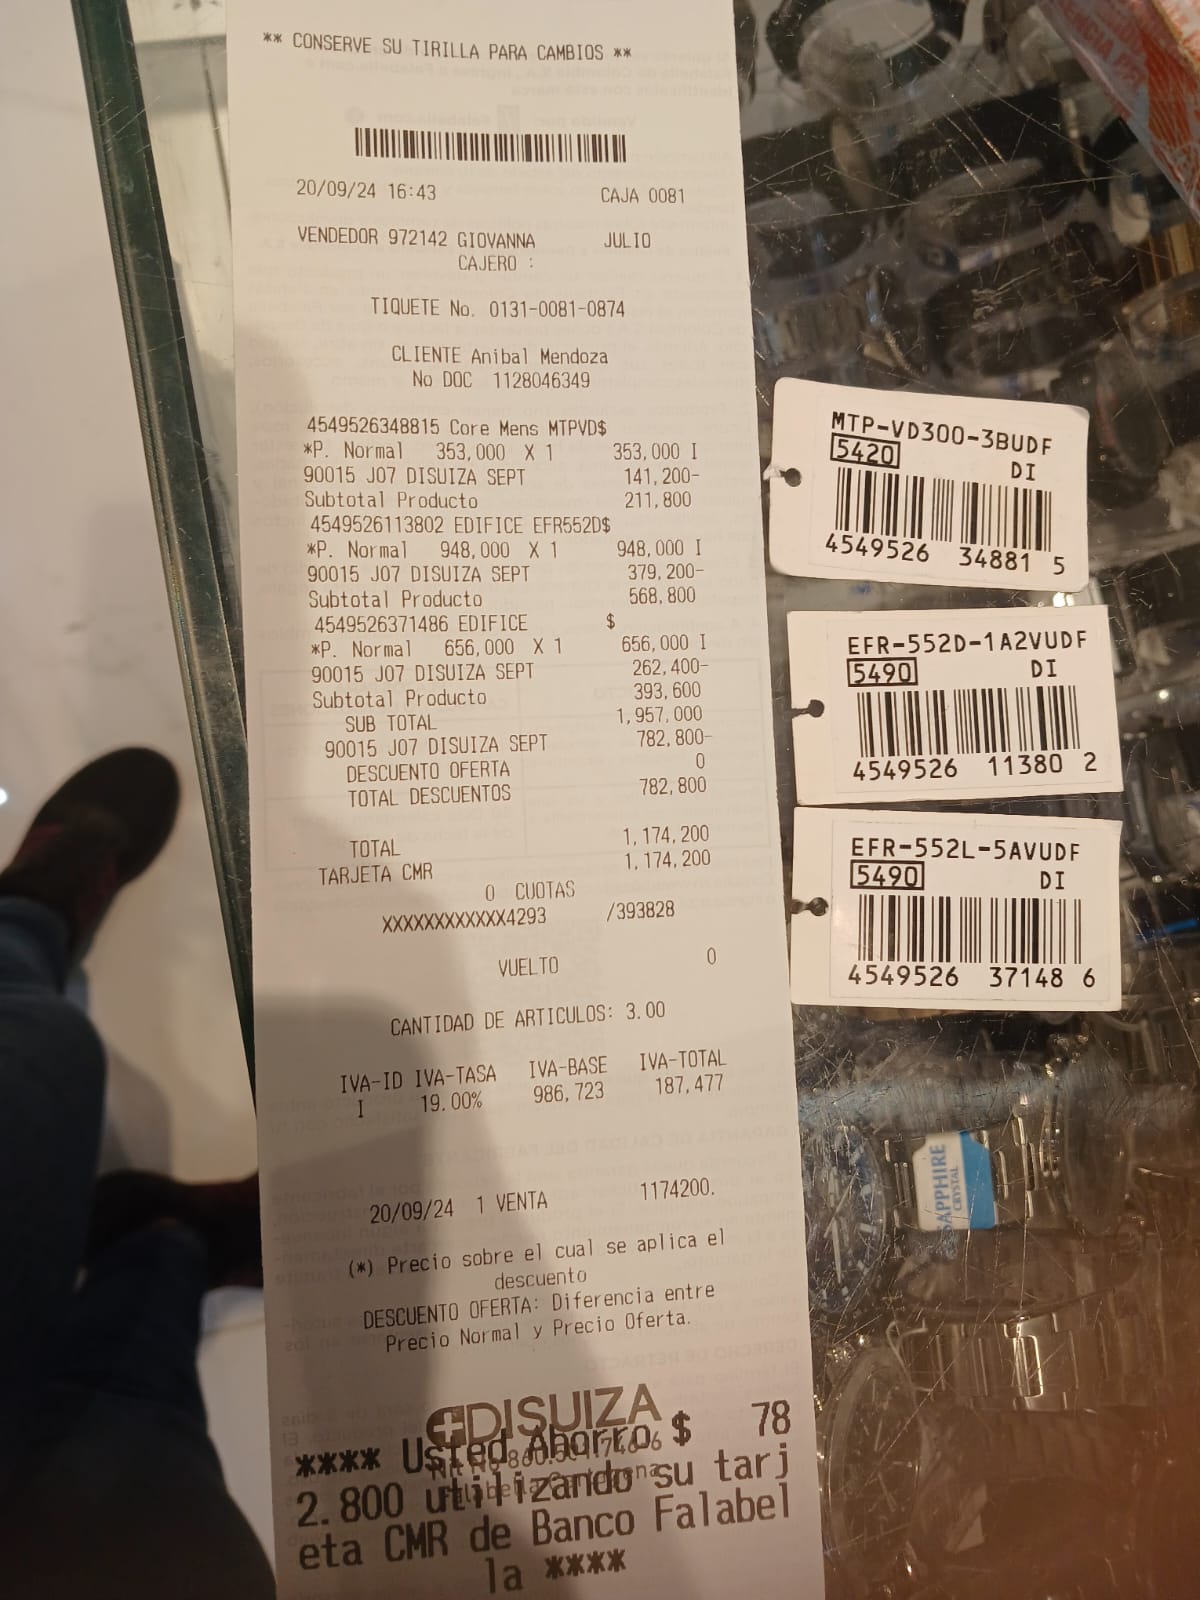 ** CONSERVE SU TIRILLA PARA CAMBIOS **
20/09/24 16:43 CAJA 0081
VENDEDOR 972142 GIOVANNA JULIO
CAJERO :
TIQUETE No. 0131-0081-0874
CLIENTE Anibal Mendoza
No DOC 1128046349
4549526348815 Core Mens MTPVD$
*P. Normal 353,000 X 1 353,000 I
90015 J07 DISUIZA SEPT 141,200-
Subtotal Producto 211,800
4549526113802 EDIFICE EFR552D$
*P. Normal 948,000 X 1 948,000 I
90015 J07 DISUIZA SEPT 379,200-
Subtotal Producto 568,800
4549526371486 EDIFICE $
*P. Normal 656,000 X 1 656,000 I
90015 J07 DISUIZA SEPT 262,400-
Subtotal Producto 393,600
SUB TOTAL 1,957,000
90015 J07 DISUIZA SEPT 782,800-
DESCUENTO OFERTA 0
TOTAL DESCUENTOS 782,800
TOTAL 1,174,200
TARJETA CMR 1,174,200
0 CUOTAS
XXXXXXXXXXXX4293 /393828
VUELTO 0
CANTIDAD DE ARTICULOS: 3.00
IVA-ID IVA-TASA IVA-BASE IVA-TOTAL
I 19.00% 986,723 187,477
20/09/24 1 VENTA 1174200.
(*) Precio sobre el cual se aplica el
descuento
DESCUENTO OFERTA: Diferencia entre
Precio Normal y Precio Oferta.
DISUIZA
**** Usted Ahorro $ 78
2.800 utilizando su tarj
eta CMR de Banco Falabel
la ****
MTP-VD300-3BUDF
5420 DI
4549526 34881 5
EFR-552D-1A2VUDF
5490 DI
4549526 11380 2
EFR-552L-5AVUDF
5490 DI
4549526 37148 6
SAPPHIRE
CRYSTAL